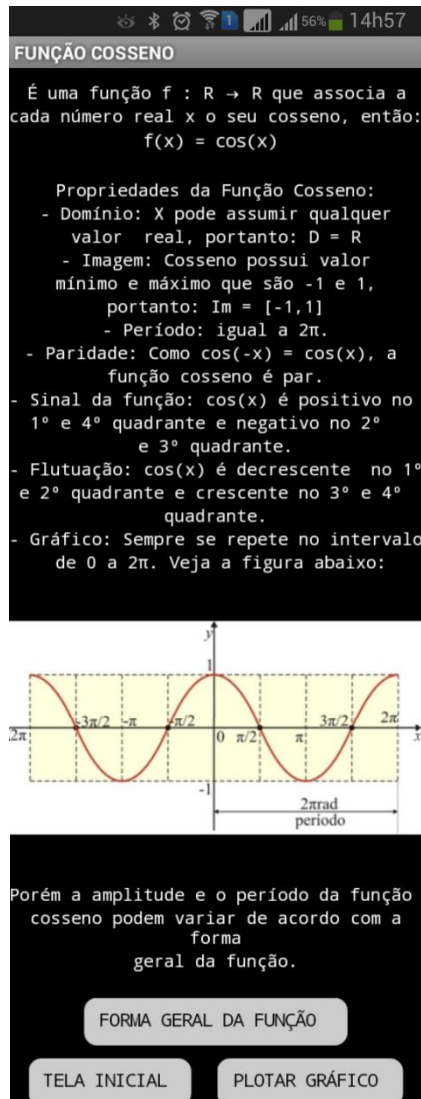 1 56% 14h57
FUNÇÃO COSSENO
É uma função f : R → R que associa a
cada número real x o seu cosseno, então:
f(x) = cos(x)
Propriedades da Função Cosseno:
- Domínio: X pode assumir qualquer
valor real, portanto: D = R
- Imagem: Cosseno possui valor
mínimo e máximo que são -1 e 1,
portanto: Im = [-1,1]
- Período: igual a 2π.
- Paridade: Como cos(-x) = cos(x), a
função cosseno é par.
- Sinal da função: cos(x) é positivo no
1º e 4º quadrante e negativo no 2º
e 3º quadrante.
- Flutuação: cos(x) é decrescente no 1º
e 2º quadrante e crescente no 3º e 4º
quadrante.
- Gráfico: Sempre se repete no intervalo
de 0 a 2π. Veja a figura abaixo:
y
1
-3π/2 -π -π/2 3π/2 2π
2π 0 π/2 π x
-1
2πrad
período
Porém a amplitude e o período da função
cosseno podem variar de acordo com a
forma
geral da função.
FORMA GERAL DA FUNÇÃO
TELA INICIAL PLOTAR GRÁFICO